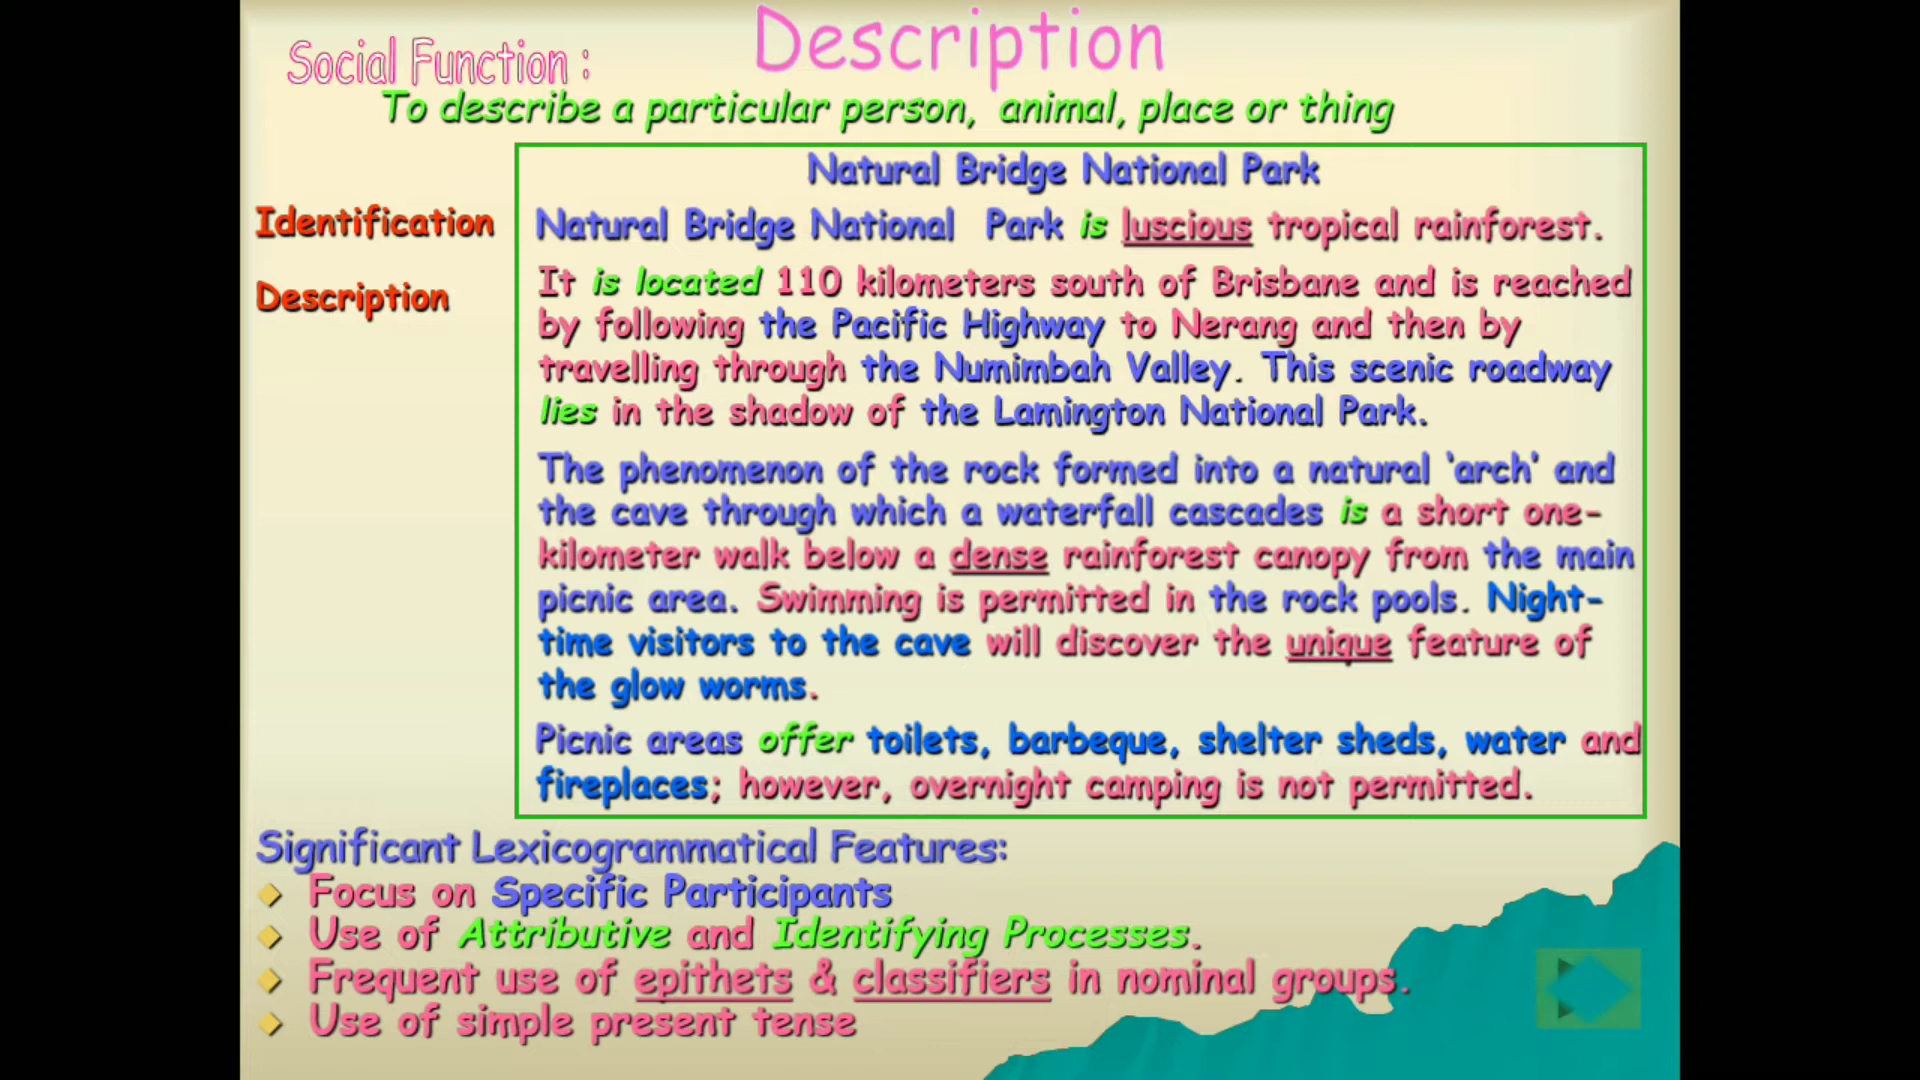 Description
Social Function :
To describe a particular person, animal, place or thing
Natural Bridge National Park
Identification
Natural Bridge National Park is luscious tropical rainforest.
Description
It is located 110 kilometers south of Brisbane and is reached
by following the Pacific Highway to Nerang and then by
travelling through the Numimbah Valley. This scenic roadway
lies in the shadow of the Lamington National Park.
The phenomenon of the rock formed into a natural ‘arch’ and
the cave through which a waterfall cascades is a short one-
kilometer walk below a dense rainforest canopy from the main
picnic area. Swimming is permitted in the rock pools. Night-
time visitors to the cave will discover the unique feature of
the glow worms.
Picnic areas offer toilets, barbeque, shelter sheds, water and
fireplaces; however, overnight camping is not permitted.
Significant Lexicogrammatical Features:
Focus on Specific Participants
Use of Attributive and Identifying Processes.
Frequent use of epithets & classifiers in nominal groups.
Use of simple present tense